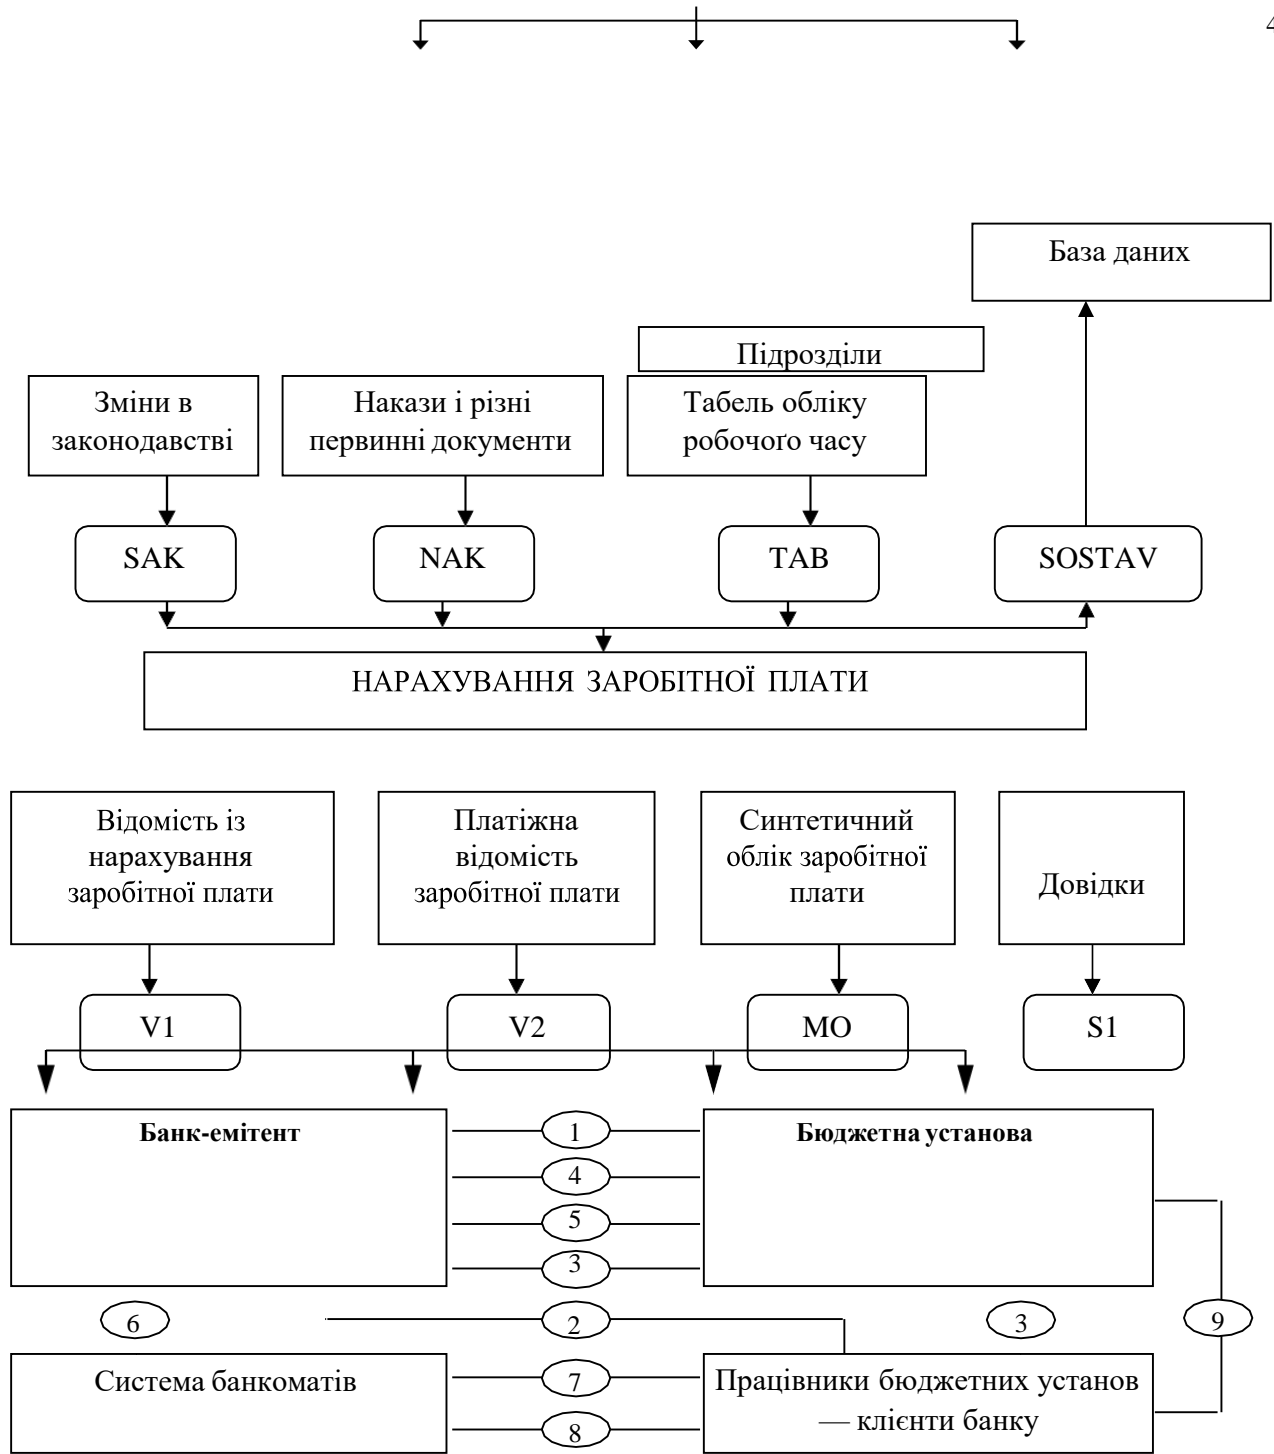 4
База даних
Підрозділи
Зміни в
законодавстві
Накази і різні
первинні документи
Табель обліку
робочого часу
SAK
NAK
TAB
SOSTAV
НАРАХУВАННЯ ЗАРОБІТНОЇ ПЛАТИ
Відомість із
нарахування
заробітної плати
Платіжна
відомість
заробітної плати
Синтетичний
облік заробітної
плати
Довідки
V1
V2
МО
S1
Банк-емітент
1
Бюджетна установа
4
5
3
6
2
3
9
Система банкоматів
7
Працівники бюджетних установ
— клієнти банку
8